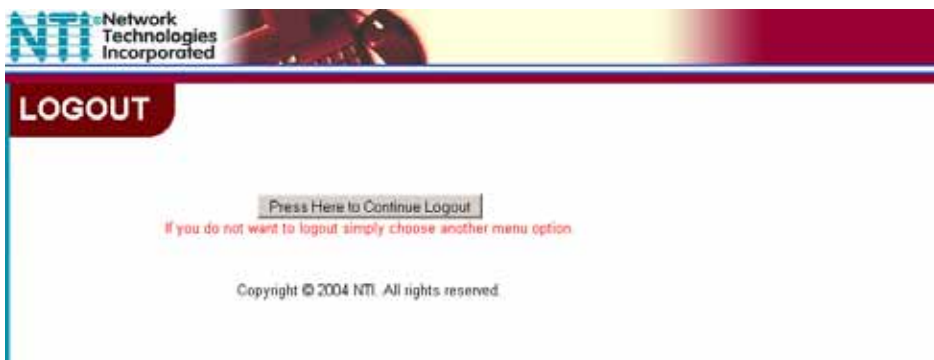 NTI Network
Technologies
Incorporated
LOGOUT
Press Here to Continue Logout
If you do not want to logout simply choose another menu option
Copyright © 2004 NTI. All rights reserved.